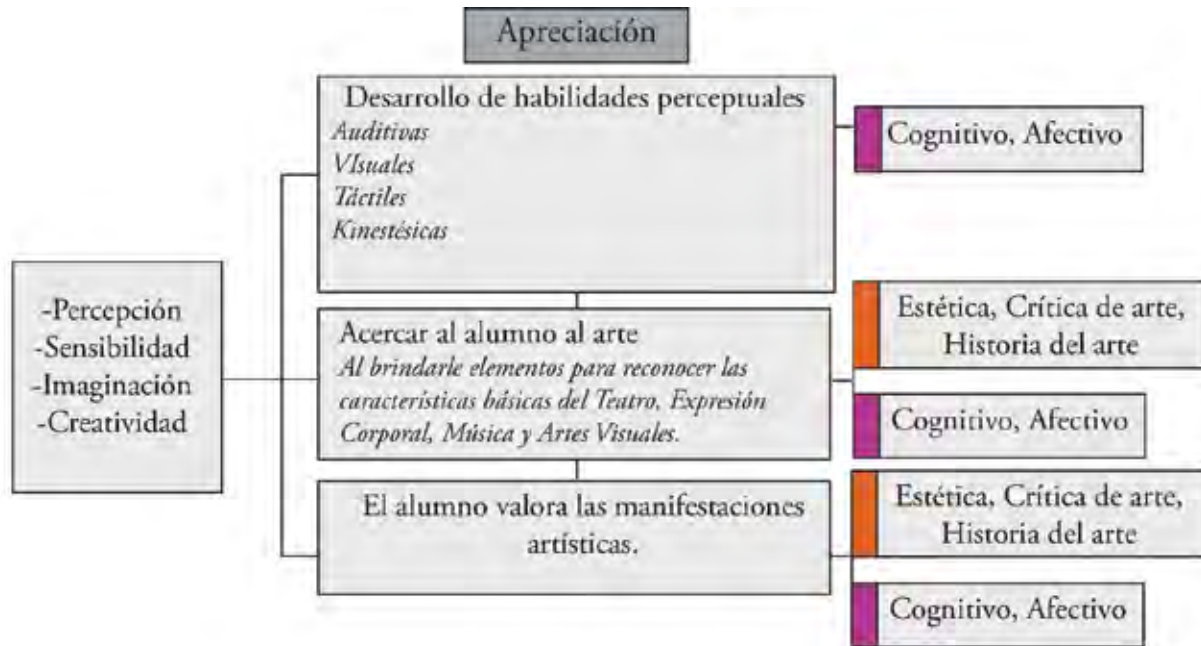 Apreciación
Desarrollo de habilidades perceptuales
Auditivas
VIsuales
Táctiles
Kinestésicas
Cognitivo, Afectivo
-Percepción
-Sensibilidad
-Imaginación
-Creatividad
Acercar al alumno al arte
Al brindarle elementos para reconocer las
características básicas del Teatro, Expresión
Corporal, Música y Artes Visuales.
Estética, Crítica de arte,
Historia del arte
Cognitivo, Afectivo
El alumno valora las manifestaciones
artísticas.
Estética, Crítica de arte,
Historia del arte
Cognitivo, Afectivo